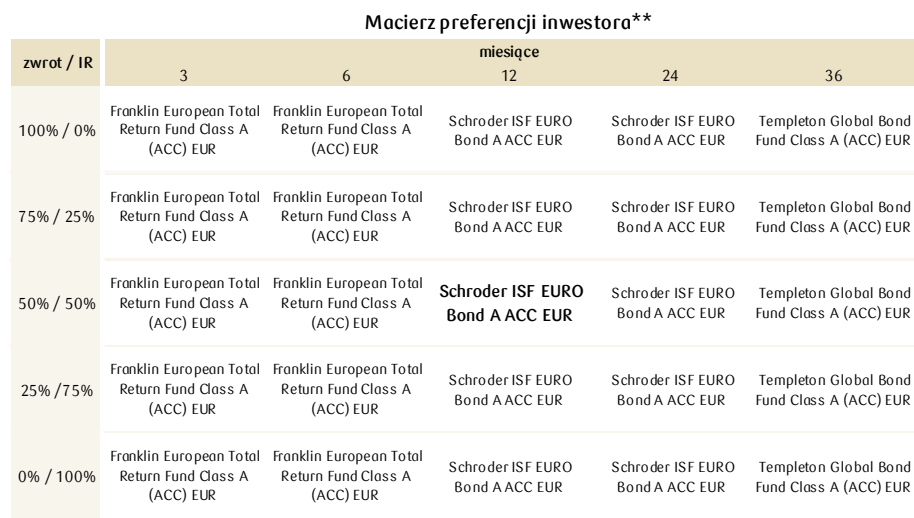 Macierz preferencji inwestora**
zwrot / IR
miesiące
3 6 12 24 36
100% / 0%
Franklin European Total Return Fund Class A (ACC) EUR
Franklin European Total Return Fund Class A (ACC) EUR
Schroder ISF EURO Bond A ACC EUR
Schroder ISF EURO Bond A ACC EUR
Templeton Global Bond Fund Class A (ACC) EUR
75% / 25%
Franklin European Total Return Fund Class A (ACC) EUR
Franklin European Total Return Fund Class A (ACC) EUR
Schroder ISF EURO Bond A ACC EUR
Schroder ISF EURO Bond A ACC EUR
Templeton Global Bond Fund Class A (ACC) EUR
50% / 50%
Franklin European Total Return Fund Class A (ACC) EUR
Franklin European Total Return Fund Class A (ACC) EUR
Schroder ISF EURO Bond A ACC EUR
Schroder ISF EURO Bond A ACC EUR
Templeton Global Bond Fund Class A (ACC) EUR
25% /75%
Franklin European Total Return Fund Class A (ACC) EUR
Franklin European Total Return Fund Class A (ACC) EUR
Schroder ISF EURO Bond A ACC EUR
Schroder ISF EURO Bond A ACC EUR
Templeton Global Bond Fund Class A (ACC) EUR
0% / 100%
Franklin European Total Return Fund Class A (ACC) EUR
Franklin European Total Return Fund Class A (ACC) EUR
Schroder ISF EURO Bond A ACC EUR
Schroder ISF EURO Bond A ACC EUR
Templeton Global Bond Fund Class A (ACC) EUR